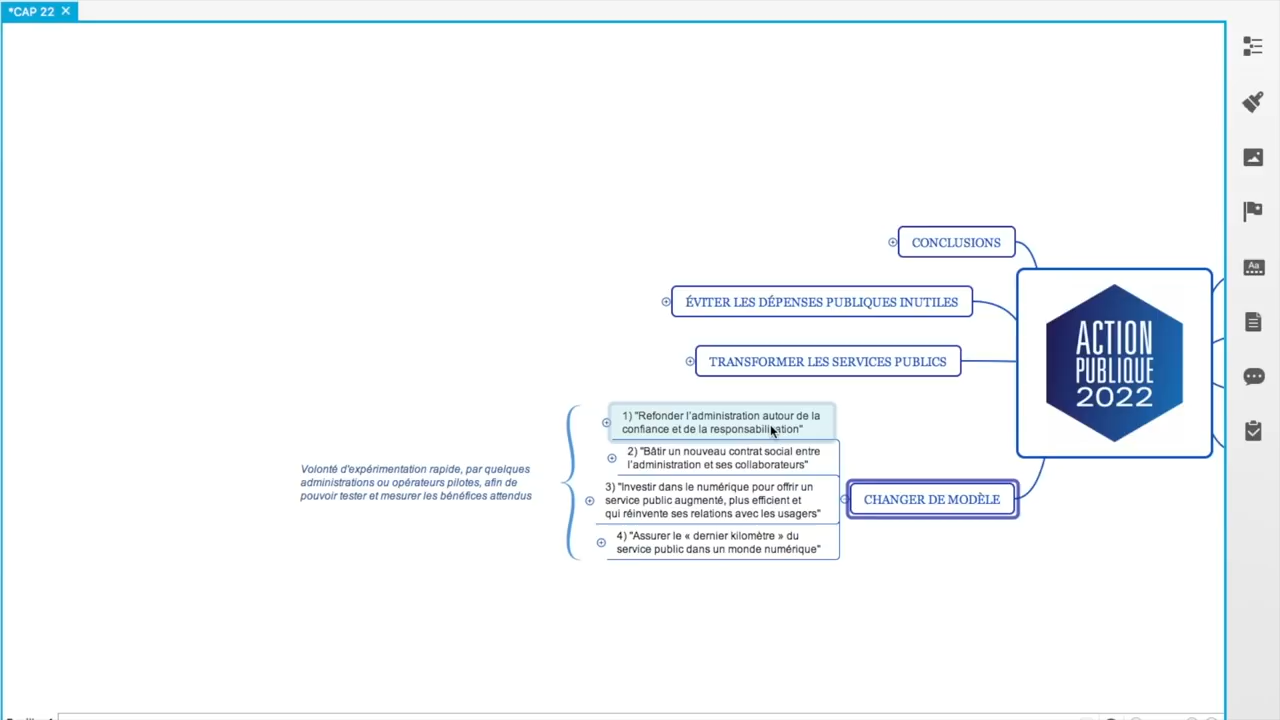 *CAP 22
CONCLUSIONS
ÉVITER LES DÉPENSES PUBLIQUES INUTILES
TRANSFORMER LES SERVICES PUBLICS
ACTION
PUBLIQUE
2022
1) "Refonder l'administration autour de la
confiance et de la responsabilisation"
2) "Bâtir un nouveau contrat social entre
l'administration et ses collaborateurs"
3) "Investir dans le numérique pour offrir un
service public augmenté, plus efficient et
qui réinvente ses relations avec les usagers"
4) "Assurer le « dernier kilomètre » du
service public dans un monde numérique"
CHANGER DE MODÈLE
Volonté d'expérimentation rapide, par quelques
administrations ou opérateurs pilotes, afin de
pouvoir tester et mesurer les bénéfices attendus
Aa